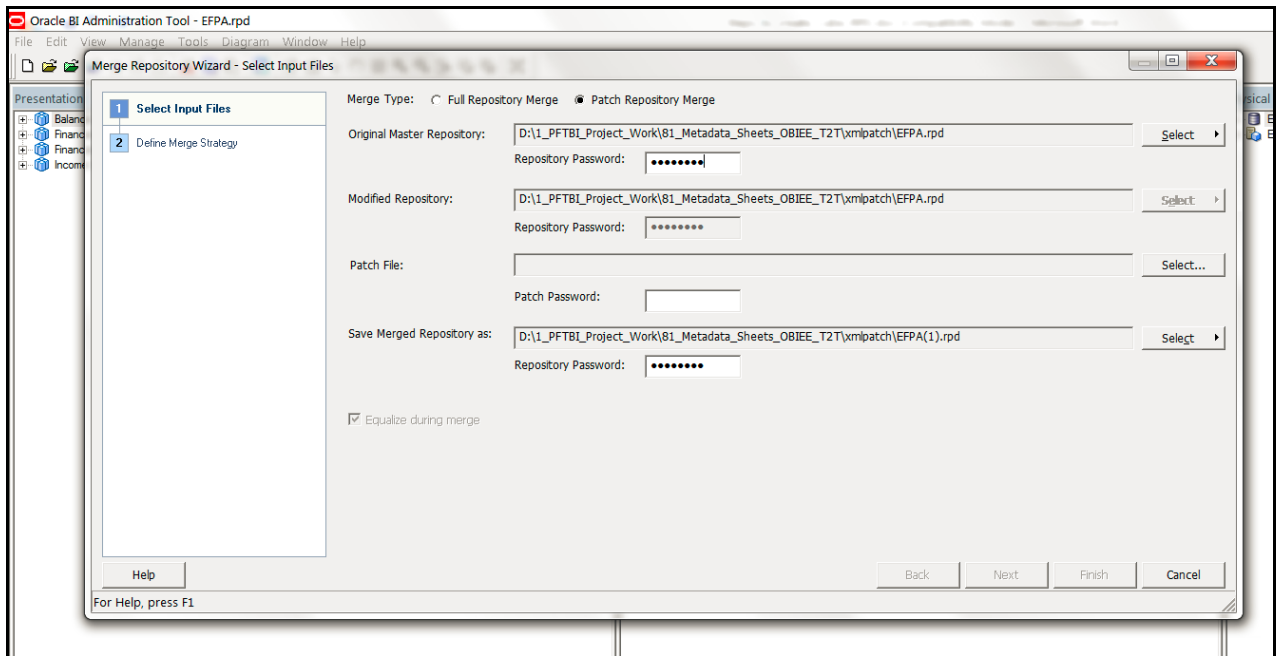 Oracle BI Administration Tool - EFPA.rpd
File Edit View Manage Tools Diagram Window Help
Merge Repository Wizard - Select Input Files
Presentation
Balanc
Financ
Financ
Income
sical
1 Select Input Files
2 Define Merge Strategy
Merge Type: Full Repository Merge Patch Repository Merge
Original Master Repository: D:\1_PFTBI_Project_Work\81_Metadata_Sheets_OBIEE_T2T\xmlpatch\EFPA.rpd Select
Repository Password: ●●●●●●●●
Modified Repository: D:\1_PFTBI_Project_Work\81_Metadata_Sheets_OBIEE_T2T\xmlpatch\EFPA.rpd Select
Repository Password: ●●●●●●●●
Patch File: Select...
Patch Password:
Save Merged Repository as: D:\1_PFTBI_Project_Work\81_Metadata_Sheets_OBIEE_T2T\xmlpatch\EFPA(1).rpd Select
Repository Password: ●●●●●●●●
Equalize during merge
Help Back Next Finish Cancel
For Help, press F1